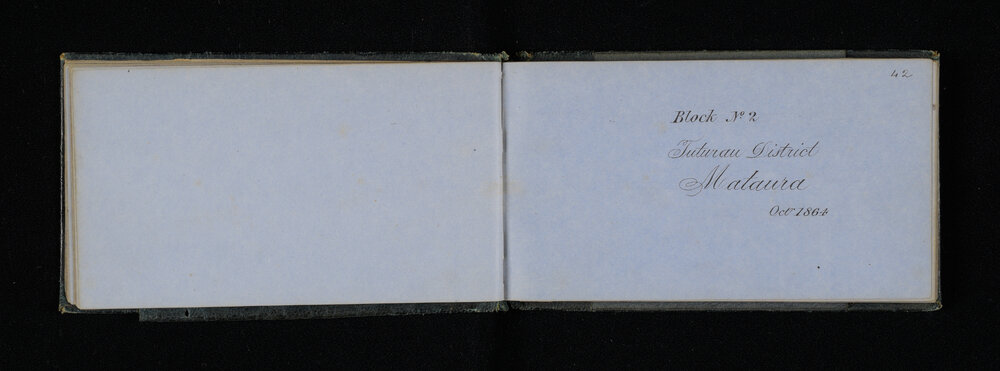 42
Block Nº 2
Tuturau District
Mataura
Octr 1864